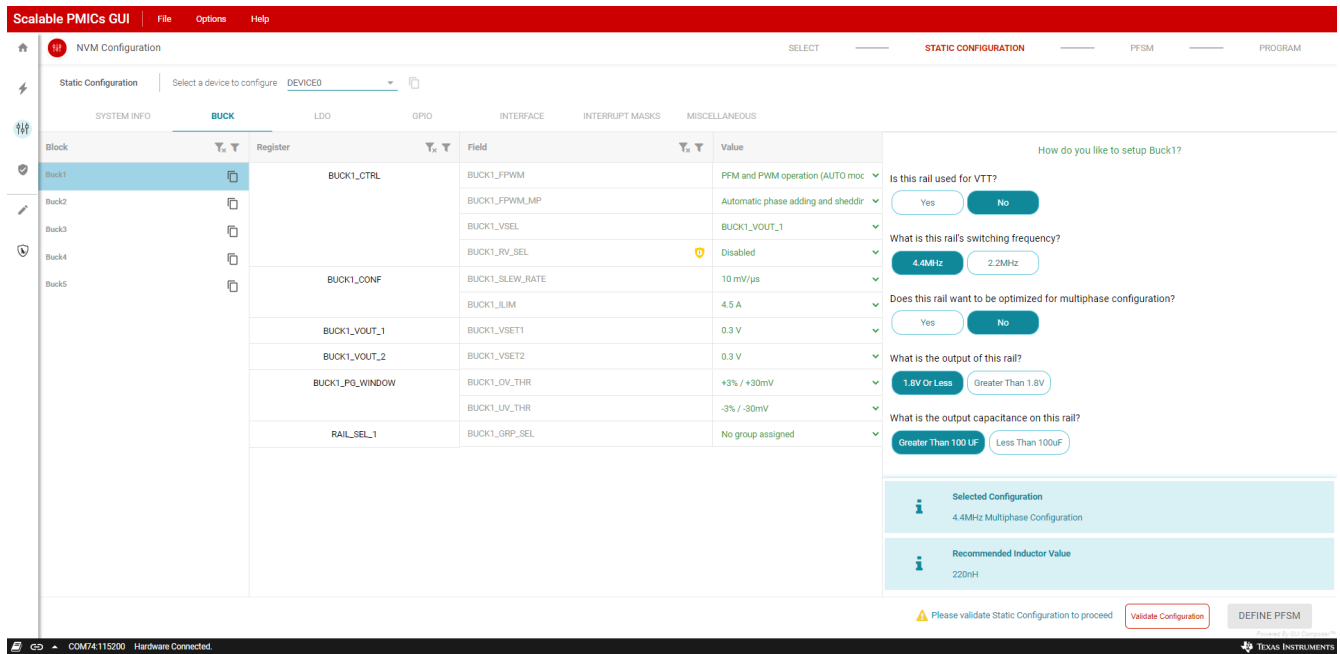 Scalable PMICs GUI File Options Help
NVM Configuration SELECT STATIC CONFIGURATION PFSM PROGRAM
Static Configuration Select a device to configure DEVICE0
SYSTEM INFO BUCK LDO GPIO INTERFACE INTERRUPT MASKS MISCELLANEOUS
Block Register Field Value
Buck1
Buck2
Buck3
Buck4
Buck5
BUCK1_CTRL BUCK1_FPWM PFM and PWM operation (AUTO moc
BUCK1_FPWM_MP Automatic phase adding and sheddir
BUCK1_VSEL BUCK1_VOUT_1
BUCK1_RV_SEL Disabled
BUCK1_CONF BUCK1_SLEW_RATE 10 mV/µs
BUCK1_ILIM 4.5 A
BUCK1_VOUT_1 BUCK1_VSET1 0.3 V
BUCK1_VOUT_2 BUCK1_VSET2 0.3 V
BUCK1_PG_WINDOW BUCK1_OV_THR +3% / +30mV
BUCK1_UV_THR -3% / -30mV
RAIL_SEL_1 BUCK1_GRP_SEL No group assigned
How do you like to setup Buck1?
Is this rail used for VTT?
Yes No
What is this rail's switching frequency?
4.4MHz 2.2MHz
Does this rail want to be optimized for multiphase configuration?
Yes No
What is the output of this rail?
1.8V Or Less Greater Than 1.8V
What is the output capacitance on this rail?
Greater Than 100 UF Less Than 100uF
Selected Configuration
4.4MHz Multiphase Configuration
Recommended Inductor Value
220nH
Please validate Static Configuration to proceed Validate Configuration DEFINE PFSM
Powered By GUI Composer™
COM74:115200 Hardware Connected. TEXAS INSTRUMENTS